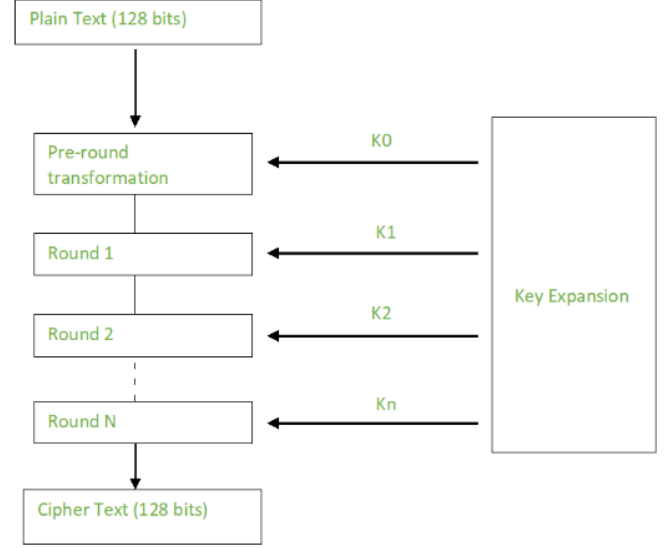 Plain Text (128 bits)
Pre-round
transformation
K0
Round 1
K1
Key Expansion
Round 2
K2
Round N
Kn
Cipher Text (128 bits)